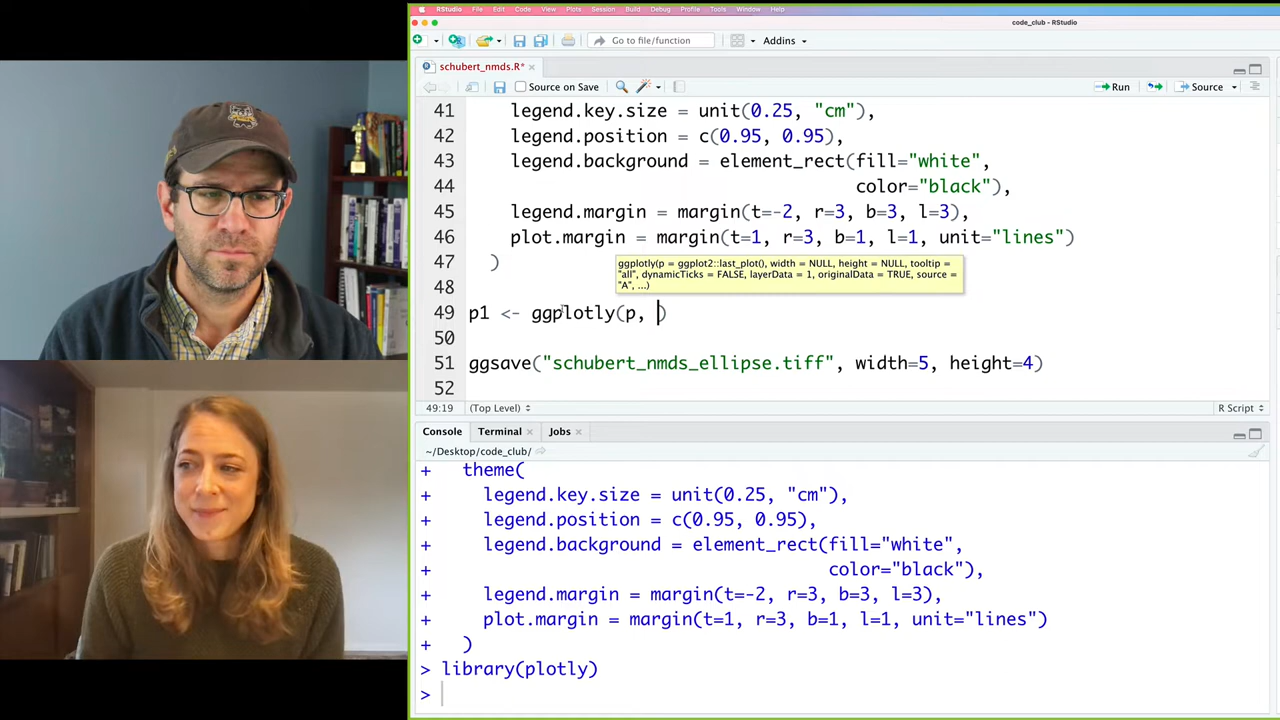 RStudio File Edit Code View Plots Session Build Debug Profile Tools Window Help
code_club - RStudio
Go to file/function Addins
schubert_nmds.R*
Source on Save Run Source
41 legend.key.size = unit(0.25, "cm"),
42 legend.position = c(0.95, 0.95),
43 legend.background = element_rect(fill="white",
44 color="black"),
45 legend.margin = margin(t=-2, r=3, b=3, l=3),
46 plot.margin = margin(t=1, r=3, b=1, l=1, unit="lines")
47 )
ggplotly(p = ggplot2::last_plot(), width = NULL, height = NULL, tooltip =
"all", dynamicTicks = FALSE, layerData = 1, originalData = TRUE, source =
"A", ...)
48
49 p1 <- ggplotly(p, )
50
51 ggsave("schubert_nmds_ellipse.tiff", width=5, height=4)
52
49:19 (Top Level) R Script
Console Terminal Jobs
~/Desktop/code_club/
+ theme(
+ legend.key.size = unit(0.25, "cm"),
+ legend.position = c(0.95, 0.95),
+ legend.background = element_rect(fill="white",
+ color="black"),
+ legend.margin = margin(t=-2, r=3, b=3, l=3),
+ plot.margin = margin(t=1, r=3, b=1, l=1, unit="lines")
+ )
> library(plotly)
>